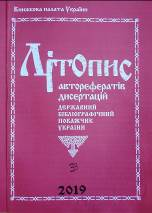 Книжкова палата України
Літопис
авторефератів
дисертацій
Державний
бібліографічний
покажчик
України
2019